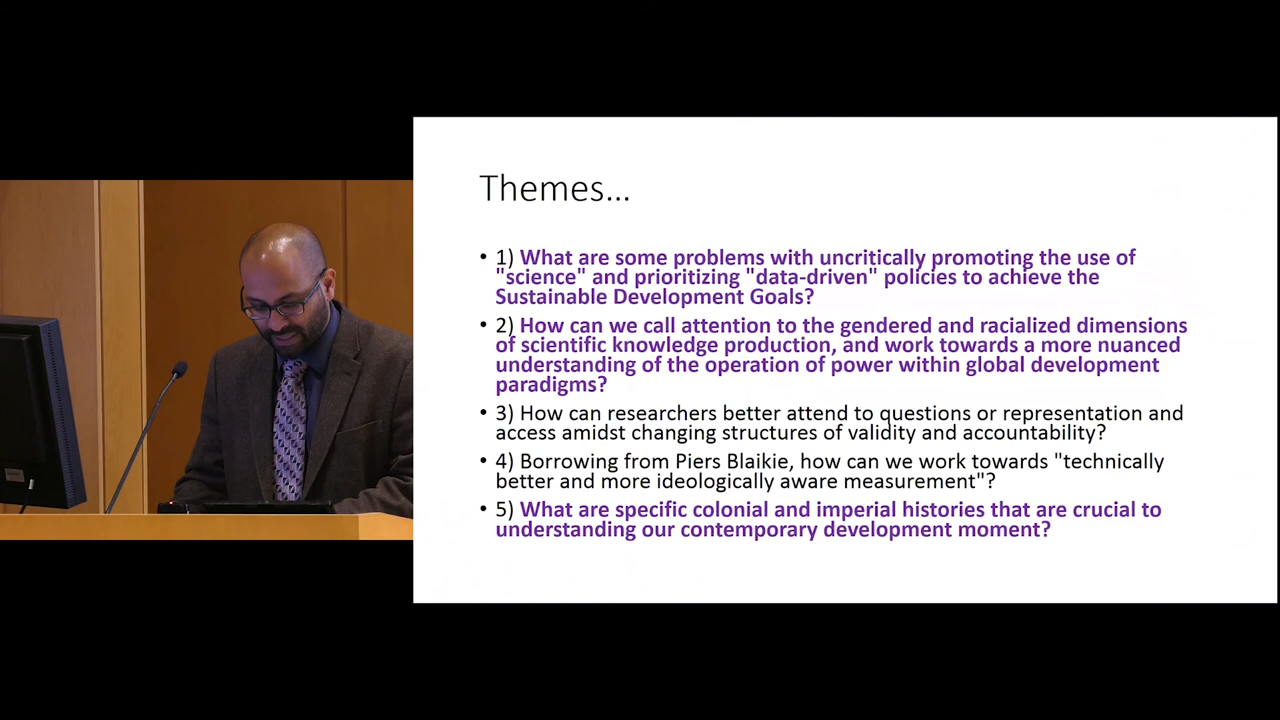 Themes...
• 1) What are some problems with uncritically promoting the use of
"science" and prioritizing "data-driven" policies to achieve the
Sustainable Development Goals?
• 2) How can we call attention to the gendered and racialized dimensions
of scientific knowledge production, and work towards a more nuanced
understanding of the operation of power within global development
paradigms?
• 3) How can researchers better attend to questions or representation and
access amidst changing structures of validity and accountability?
• 4) Borrowing from Piers Blaikie, how can we work towards "technically
better and more ideologically aware measurement"?
• 5) What are specific colonial and imperial histories that are crucial to
understanding our contemporary development moment?